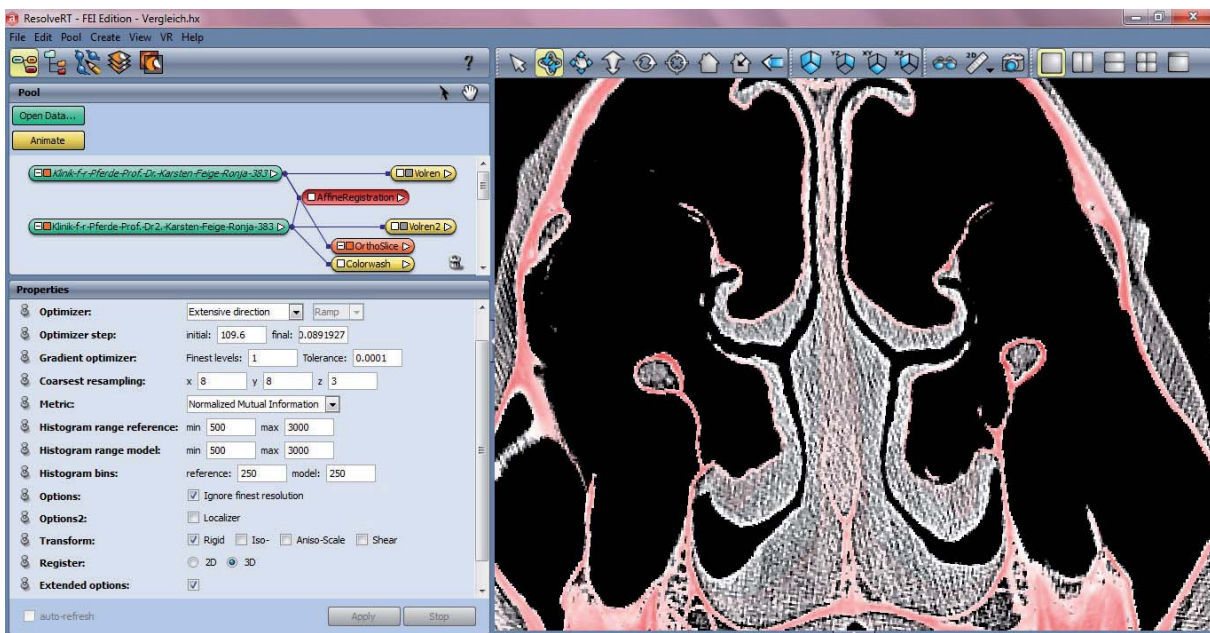 ResolveRT - FEI Edition - Vergleich.hx
File Edit Pool Create View VR Help
?
YZ XY XZ 2D
Pool
Open Data...
Animate
Klinik-f-r-Pferde-Prof.-Dr.-Karsten-Feige-Ronja-383
Volren
AffineRegistration
Klinik-f-r-Pferde-Prof.-Dr2.-Karsten-Feige-Ronja-383
Volren2
OrthoSlice
Colorwash
Properties
Optimizer: Extensive direction Ramp
Optimizer step: initial: 109.6 final: 0.0891927
Gradient optimizer: Finest levels: 1 Tolerance: 0.0001
Coarsest resampling: x 8 y 8 z 3
Metric: Normalized Mutual Information
Histogram range reference: min 500 max 3000
Histogram range model: min 500 max 3000
Histogram bins: reference: 250 model: 250
Options: Ignore finest resolution
Options2: Localizer
Transform: Rigid Iso- Aniso-Scale Shear
Register: 2D 3D
Extended options:
auto-refresh Apply Stop